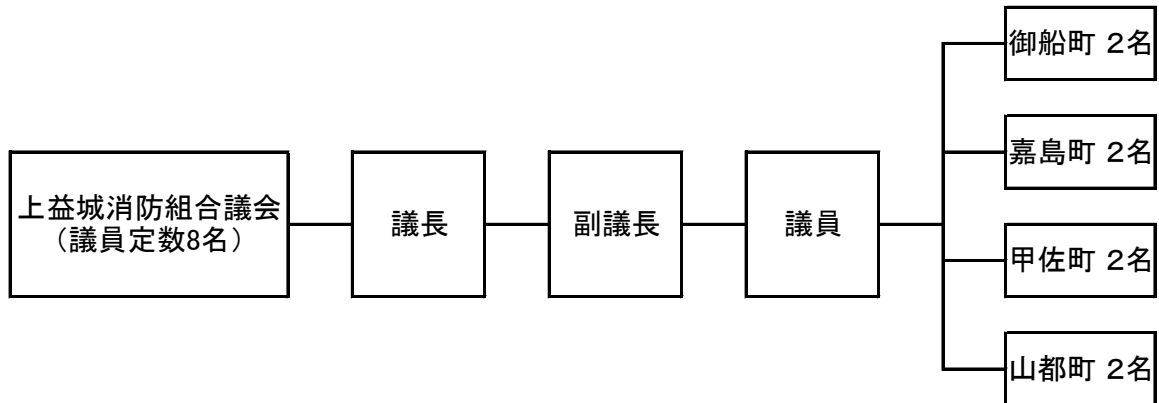 上益城消防組合議会
（議員定数8名）
議長
副議長
議員
御船町 ２名
嘉島町 ２名
甲佐町 ２名
山都町 ２名